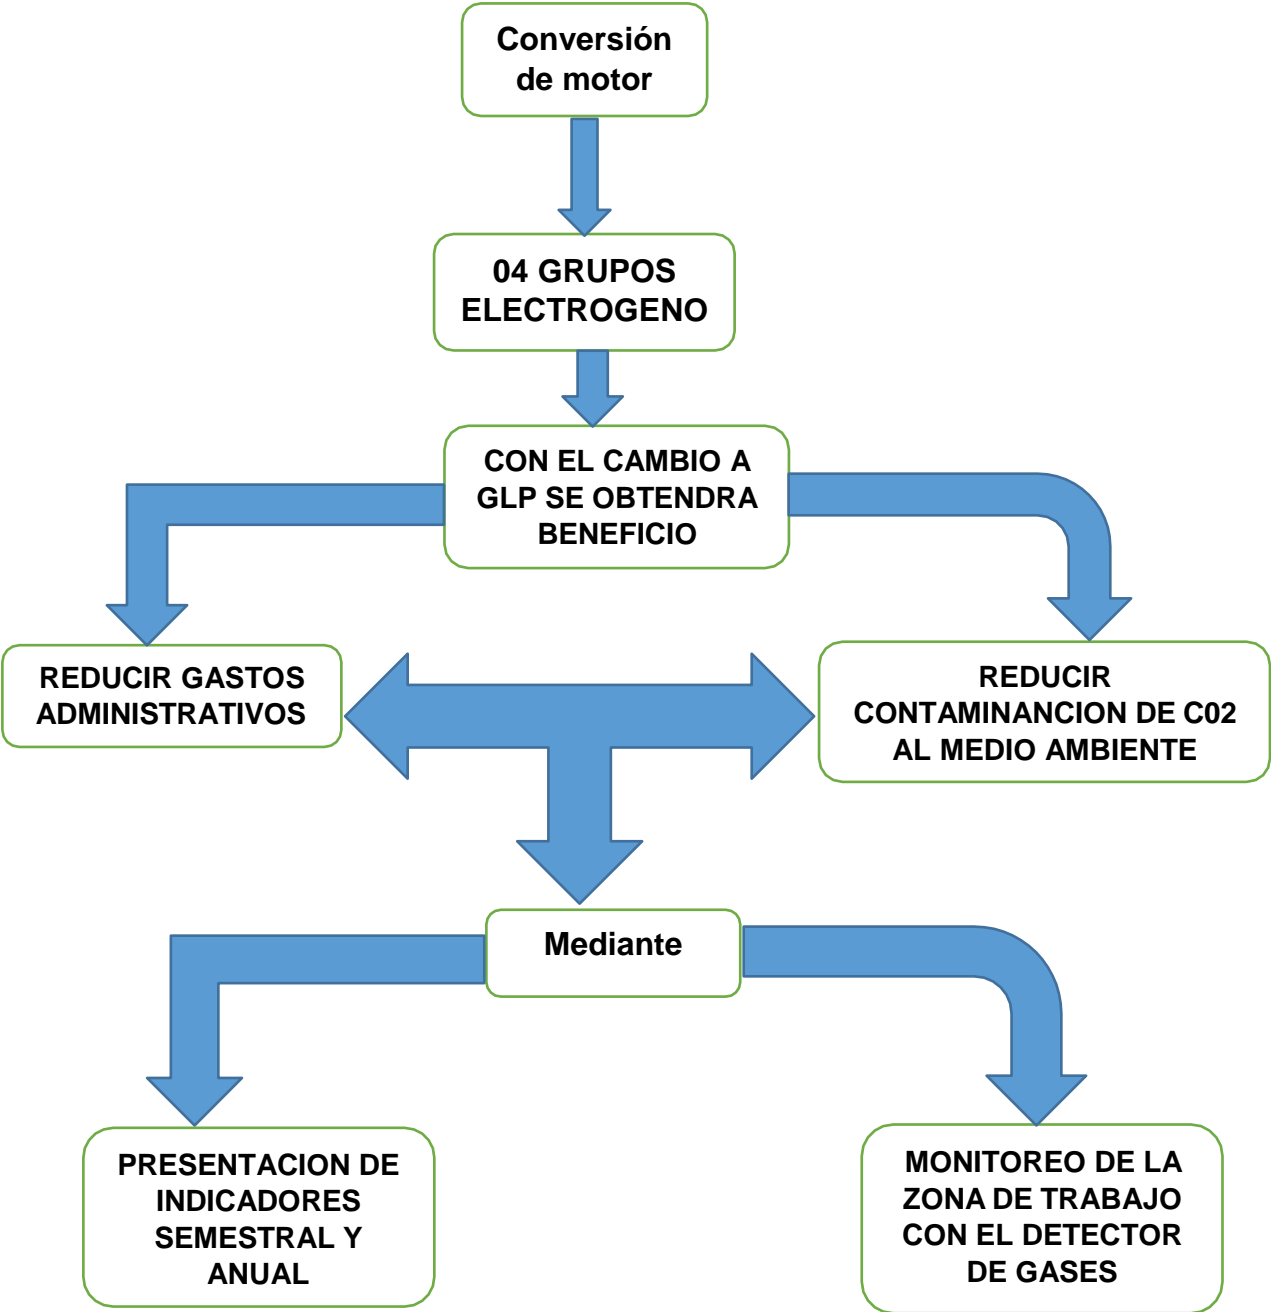 Conversión
de motor
04 GRUPOS
ELECTROGENO
CON EL CAMBIO A
GLP SE OBTENDRA
BENEFICIO
REDUCIR GASTOS
ADMINISTRATIVOS
REDUCIR
CONTAMINANCION DE C02
AL MEDIO AMBIENTE
Mediante
PRESENTACION DE
INDICADORES
SEMESTRAL Y
ANUAL
MONITOREO DE LA
ZONA DE TRABAJO
CON EL DETECTOR
DE GASES